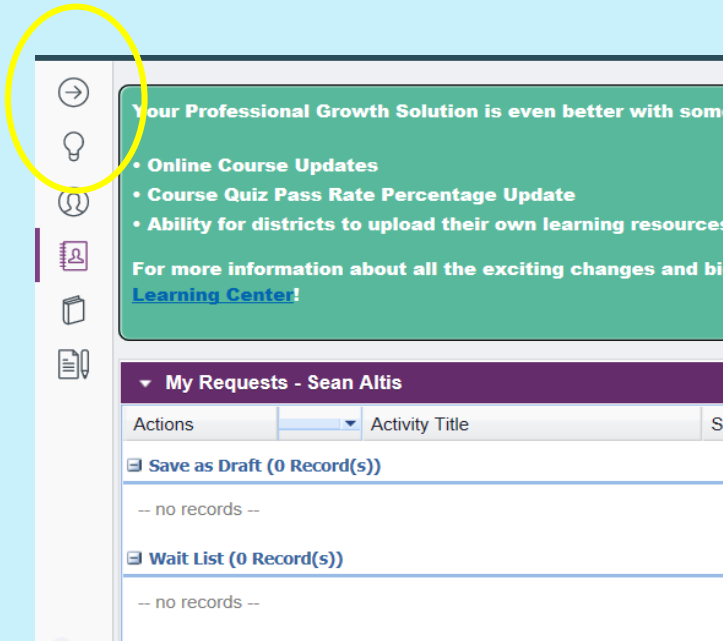 Your Professional Growth Solution is even better with som
• Online Course Updates
• Course Quiz Pass Rate Percentage Update
• Ability for districts to upload their own learning resources
For more information about all the exciting changes and bi
Learning Center!
My Requests - Sean Altis
Actions Activity Title S
Save as Draft (0 Record(s))
-- no records --
Wait List (0 Record(s))
-- no records --